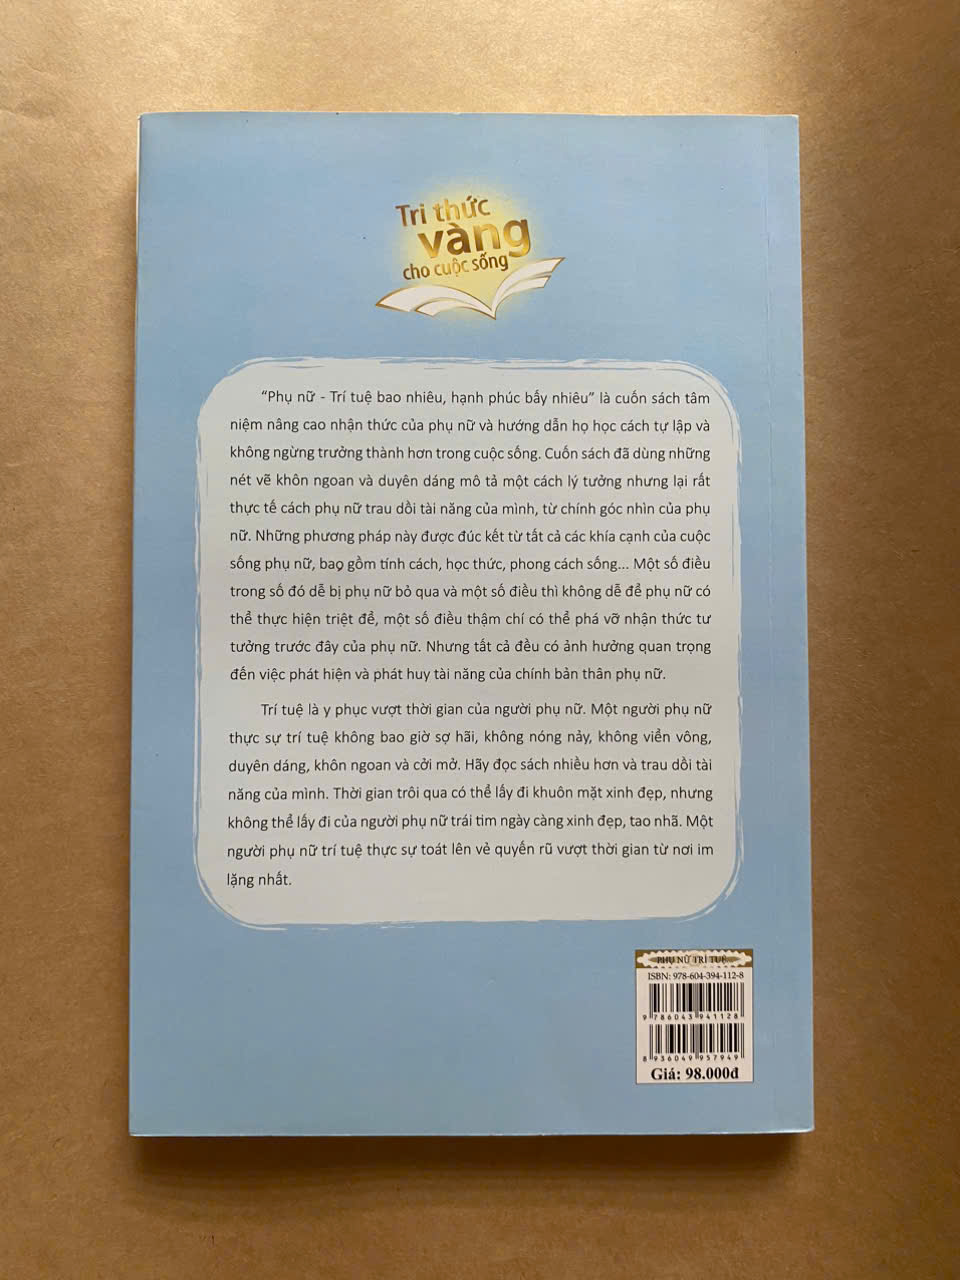 Tri thức
vàng
cho cuộc sống
“Phụ nữ - Trí tuệ bao nhiêu, hạnh phúc bấy nhiêu” là cuốn sách tâm
niệm nâng cao nhận thức của phụ nữ và hướng dẫn họ học cách tự lập và
không ngừng trưởng thành hơn trong cuộc sống. Cuốn sách đã dùng những
nét vẽ khôn ngoan và duyên dáng mô tả một cách lý tưởng nhưng lại rất
thực tế cách phụ nữ trau dồi tài năng của mình, từ chính góc nhìn của phụ
nữ. Những phương pháp này được đúc kết từ tất cả các khía cạnh của cuộc
sống phụ nữ, bao gồm tính cách, học thức, phong cách sống... Một số điều
trong số đó dễ bị phụ nữ bỏ qua và một số điều thì không dễ để phụ nữ có
thể thực hiện triệt để, một số điều thậm chí có thể phá vỡ nhận thức tư
tưởng trước đây của phụ nữ. Nhưng tất cả đều có ảnh hưởng quan trọng
đến việc phát hiện và phát huy tài năng của chính bản thân phụ nữ.
Trí tuệ là y phục vượt thời gian của người phụ nữ. Một người phụ nữ
thực sự trí tuệ không bao giờ sợ hãi, không nóng nảy, không viển vông,
duyên dáng, khôn ngoan và cởi mở. Hãy đọc sách nhiều hơn và trau dồi tài
năng của mình. Thời gian trôi qua có thể lấy đi khuôn mặt xinh đẹp, nhưng
không thể lấy đi của người phụ nữ trái tim ngày càng xinh đẹp, tao nhã. Một
người phụ nữ trí tuệ thực sự toát lên vẻ quyến rũ vượt thời gian từ nơi im
lặng nhất.
PHỤ NỮ TRÍ TUỆ...
ISBN: 978-604-394-112-8
9 786043 941128
8 936049 957949
Giá: 98.000đ